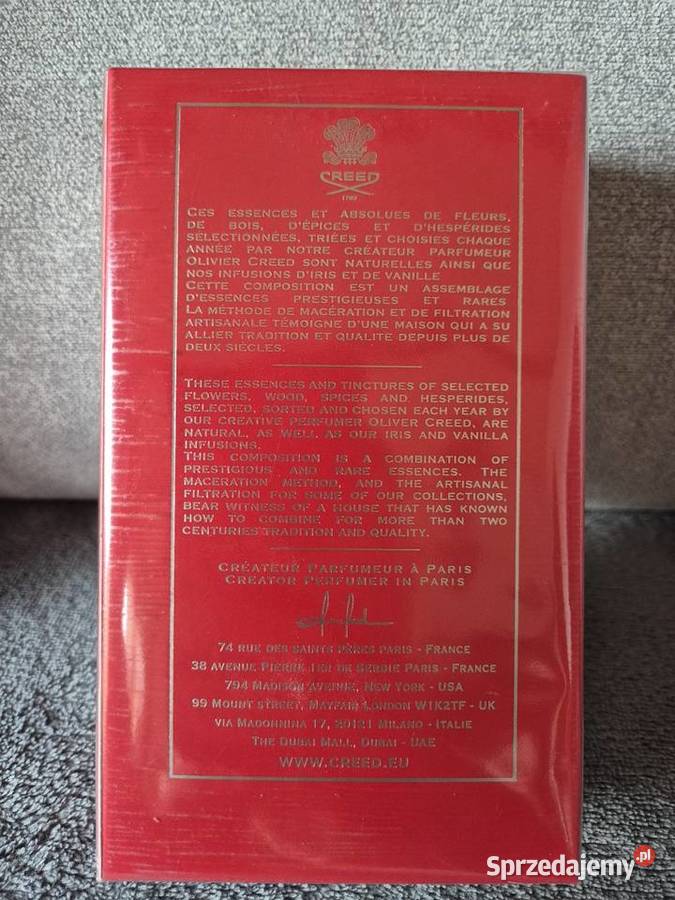 CREED
1760
CES ESSENCES ET ABSOLUES DE FLEURS,
DE BOIS, D'ÉPICES ET D'HESPÉRIDES
SÉLECTIONNÉES, TRIÉES ET CHOISIES CHAQUE
ANNÉE PAR NOTRE CRÉATEUR PARFUMEUR
OLIVIER CREED SONT NATURELLES AINSI QUE
NOS INFUSIONS D'IRIS ET DE VANILLE
CETTE COMPOSITION EST UN ASSEMBLAGE
D'ESSENCES PRESTIGIEUSES ET RARES
LA MÉTHODE DE MACÉRATION ET DE FILTRATION
ARTISANALE TÉMOIGNE D'UNE MAISON QUI A SU
ALLIER TRADITION ET QUALITE DEPUIS PLUS DE
DEUX SIÈCLES.
THESE ESSENCES AND TINCTURES OF SELECTED
FLOWERS, WOOD, SPICES AND HESPERIDES,
SELECTED, SORTED AND CHOSEN EACH YEAR BY
OUR CREATIVE PERFUMER OLIVER CREED, ARE
NATURAL, AS WELL AS OUR IRIS AND VANILLA
INFUSIONS.
THIS COMPOSITION IS A COMBINATION OF
PRESTIGIOUS AND RARE ESSENCES. THE
MACERATION METHOD, AND THE ARTISANAL
FILTRATION FOR SOME OF OUR COLLECTIONS,
BEAR WITNESS OF A HOUSE THAT HAS KNOWN
HOW TO COMBINE FOR MORE THAN TWO
CENTURIES TRADITION AND QUALITY.
CRÉATEUR PARFUMEUR À PARIS
CREATOR PERFUMER IN PARIS
74 RUE DES SAINTS PÈRES PARIS - FRANCE
38 AVENUE PIERRE 1ER DE SERBIE PARIS - FRANCE
794 MADISON AVENUE, NEW YORK - USA
99 MOUNT STREET, MAYFAIR LONDON W1K2TF - UK
VIA MADONNINA 17, 20121 MILANO - ITALIE
THE DUBAI MALL, DUBAI - UAE
WWW.CREED.EU
Sprzedajemy.pl